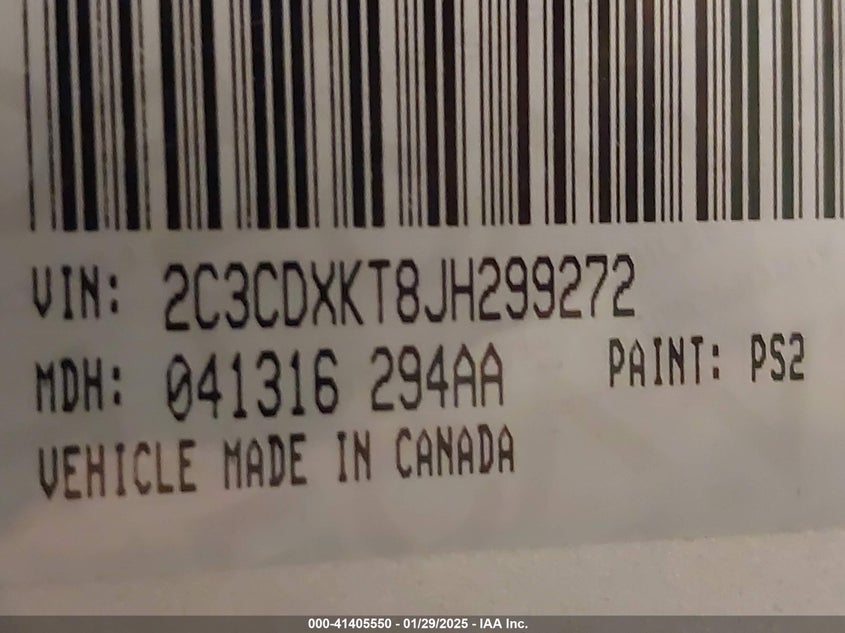 VIN: 2C3CDXKT8JH299272
MDH: 041316 294AA PAINT: PS2
VEHICLE MADE IN CANADA
000-41405550 - 01/29/2025 - IAA Inc.